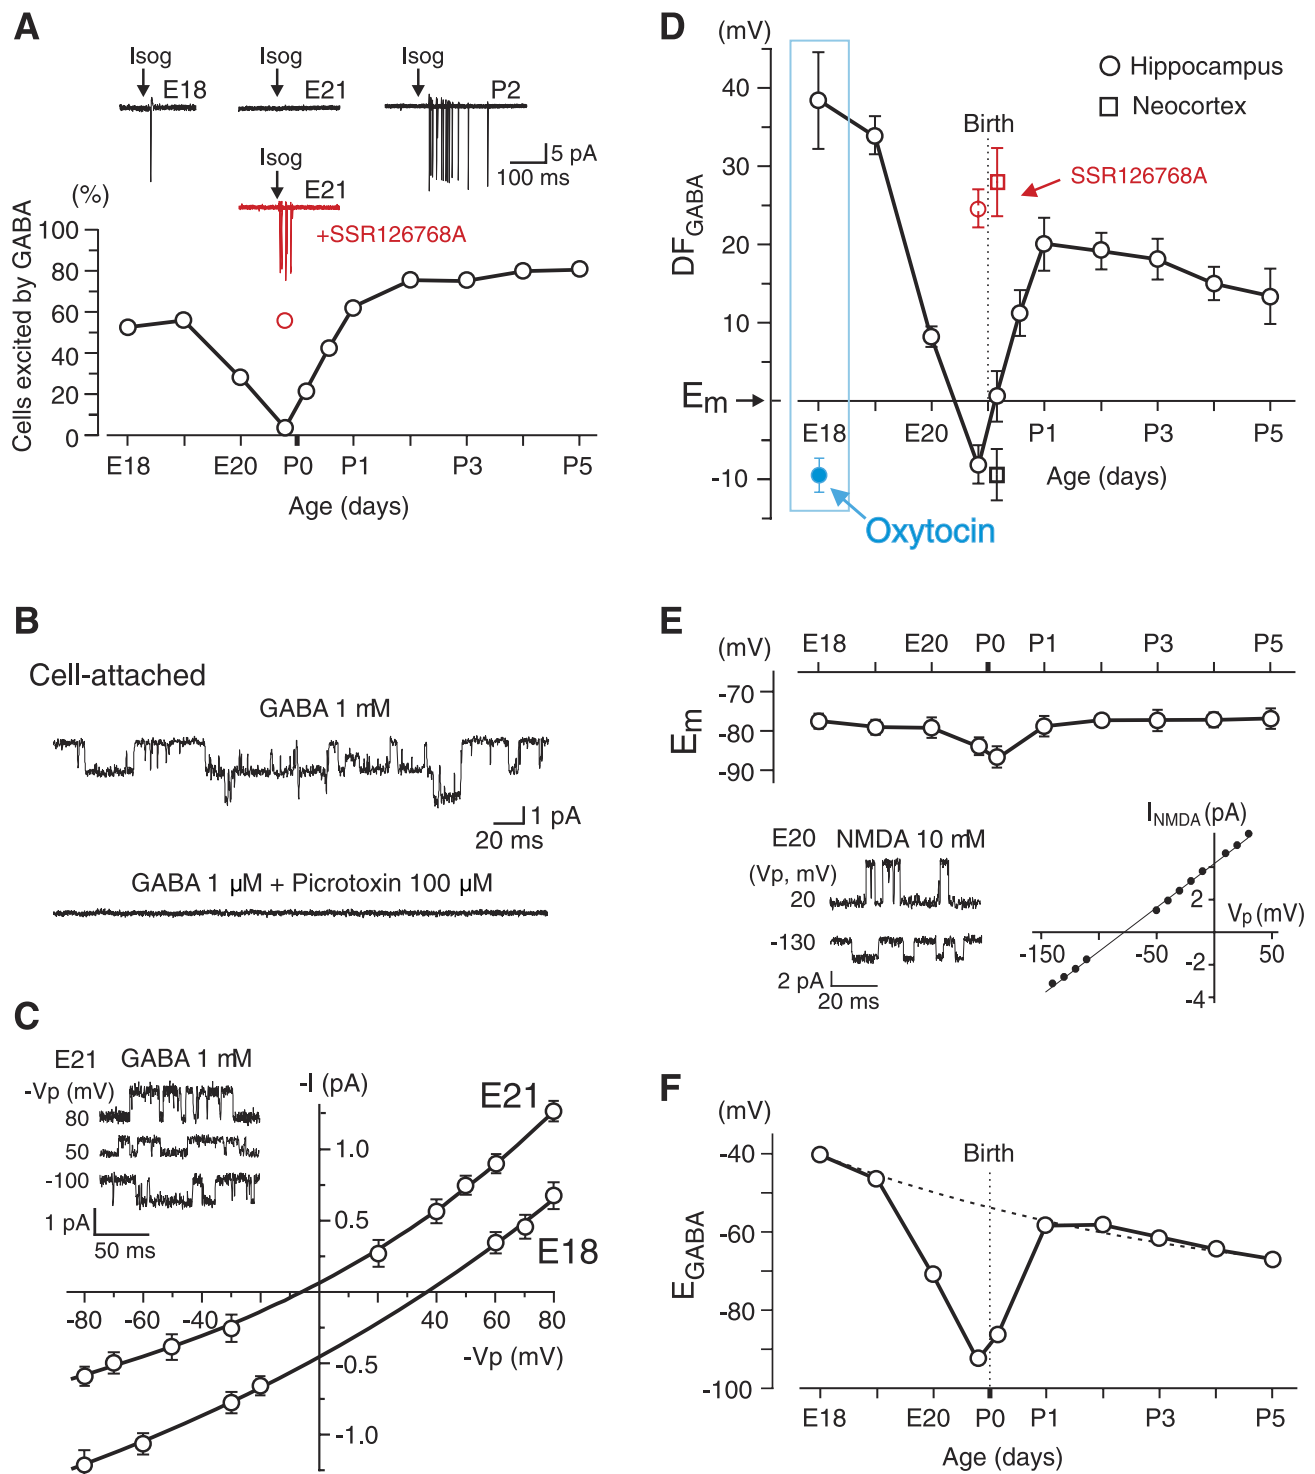 A
Isog
E18
Isog
E21
Isog
P2
5 pA
100 ms
Isog
E21
+SSR126768A
(%)
100
80
60
40
20
0
Cells excited by GABA
E18
E20
P0
P1
P3
P5
Age (days)
B
Cell-attached
GABA 1 mM
1 pA
20 ms
GABA 1 µM + Picrotoxin 100 µM
C
E21
GABA 1 mM
-Vp (mV)
80
50
-100
1 pA
50 ms
-I (pA)
E21
1.0
0.5
E18
-80
-40
40
60
80
-Vp (mV)
-0.5
-1.0
D
(mV)
40
30
20
10
-10
DFGABA
Em
Hippocampus
Neocortex
Birth
SSR126768A
E18
E20
P1
P3
P5
Age (days)
Oxytocin
E
(mV)
E18
E20
P0
P1
P3
P5
-70
-80
-90
Em
E20
NMDA 10 mM
(Vp, mV)
20
-130
2 pA
20 ms
INMDA (pA)
2
Vp (mV)
-150
-50
50
-2
-4
F
(mV)
-40
-60
-80
-100
EGABA
Birth
E18
E20
P0
P1
P3
P5
Age (days)